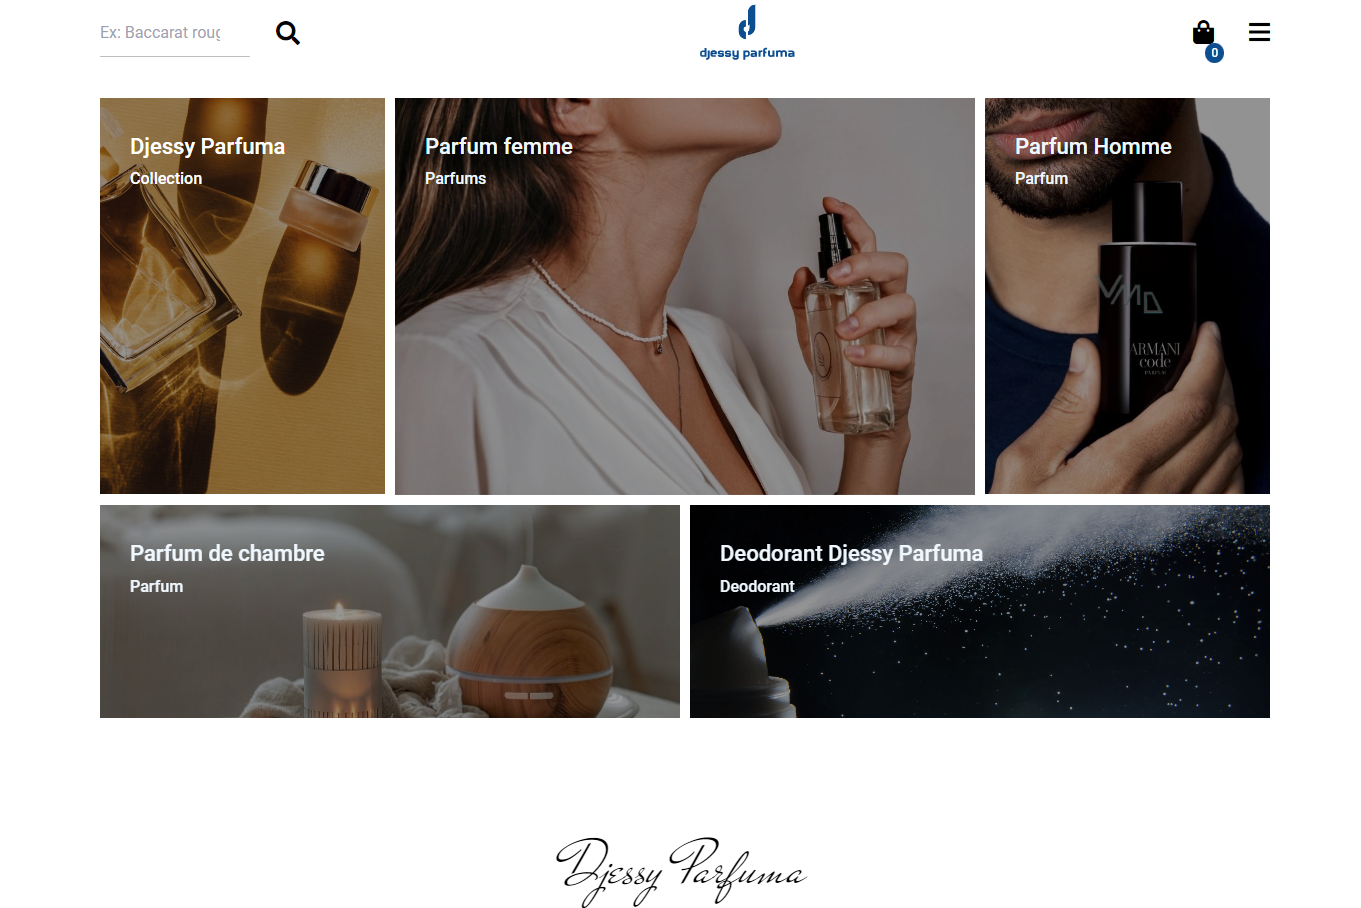 Ex: Baccarat roug
djessy parfuma
0
Djessy Parfuma
Collection
Parfum femme
Parfums
Parfum Homme
Parfum
ARMANI
code
PARFUM
Parfum de chambre
Parfum
Deodorant Djessy Parfuma
Deodorant
Djessy Parfuma